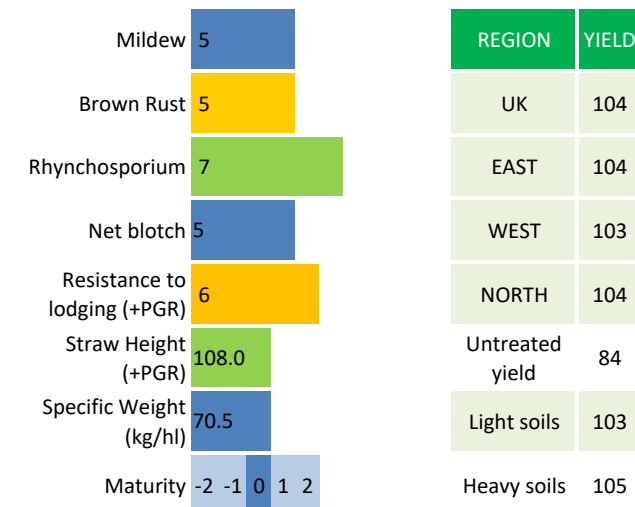 Mildew 5
Brown Rust 5
Rhynchosporium 7
Net blotch 5
Resistance to
lodging (+PGR) 6
Straw Height
(+PGR) 108.0
Specific Weight
(kg/hl) 70.5
Maturity -2 -1 0 1 2
REGION YIELD
UK 104
EAST 104
WEST 103
NORTH 104
Untreated
yield 84
Light soils 103
Heavy soils 105